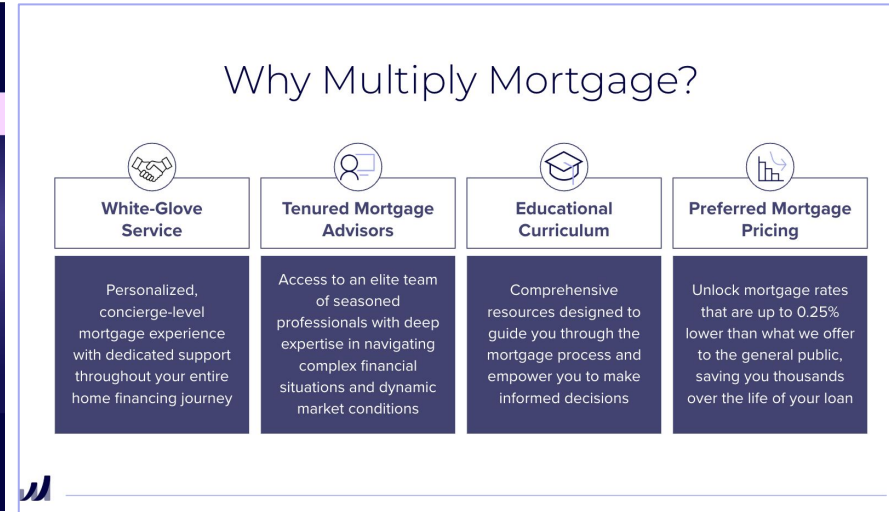 Why Multiply Mortgage?
White-Glove
Service
Personalized,
concierge-level
mortgage experience
with dedicated support
throughout your entire
home financing journey
Tenured Mortgage
Advisors
Access to an elite team
of seasoned
professionals with deep
expertise in navigating
complex financial
situations and dynamic
market conditions
Educational
Curriculum
Comprehensive
resources designed to
guide you through the
mortgage process and
empower you to make
informed decisions
Preferred Mortgage
Pricing
Unlock mortgage rates
that are up to 0.25%
lower than what we offer
to the general public,
saving you thousands
over the life of your loan